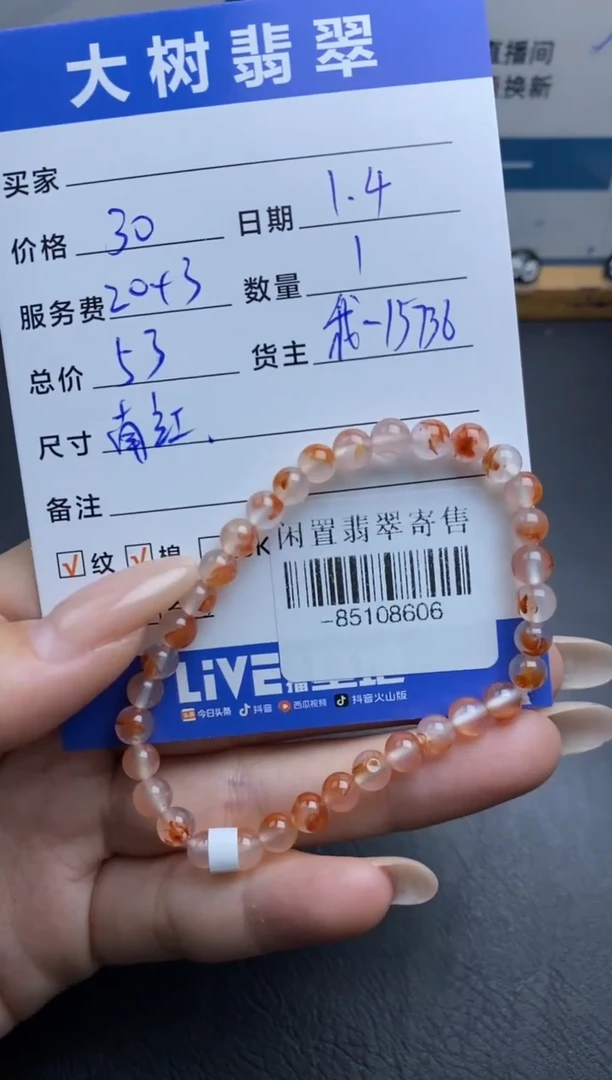 大树翡翠
直播间
换新
买家
价格 30 日期 1.4
服务费 20+3 数量 1
总价 53 货主 我-15736
尺寸 南红.
备注
√纹 √棉
闲置翡翠寄售
-85108606
LiVE
今日头条 抖音 西瓜视频 抖音火山版